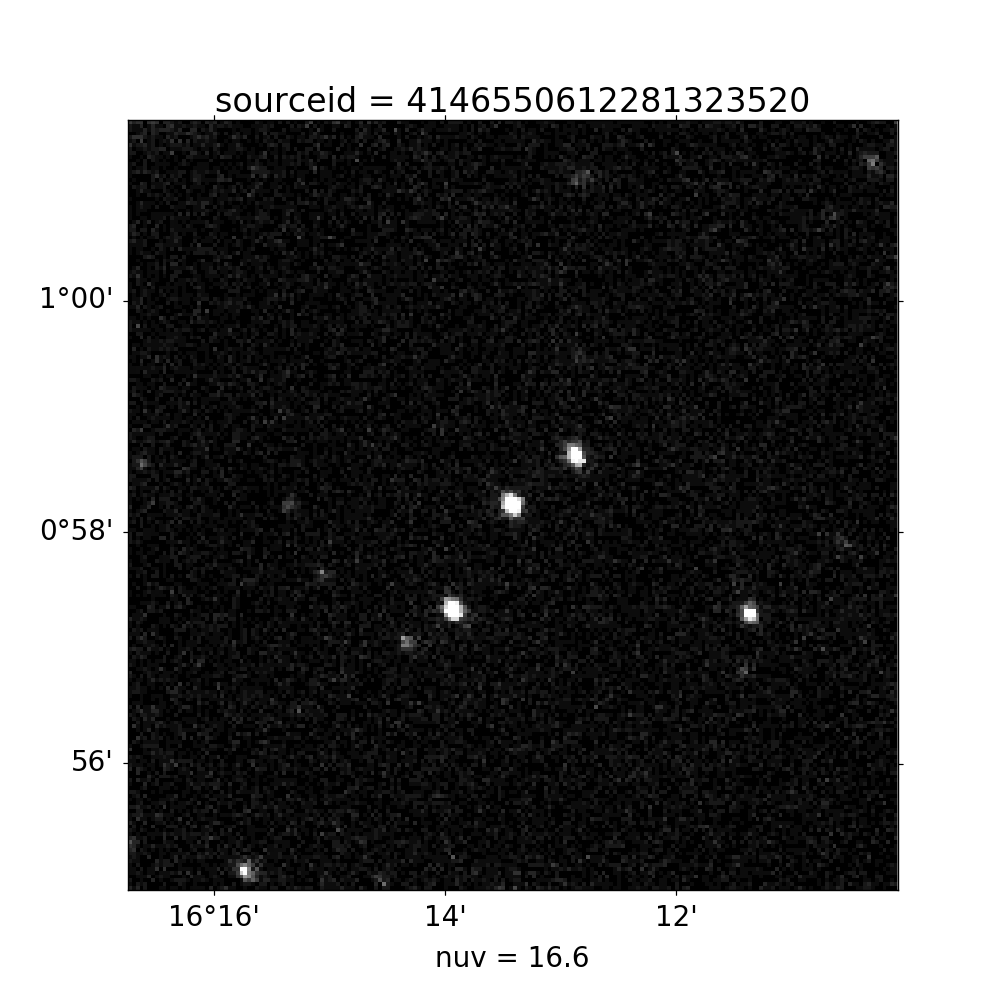 sourceid = 4146550612281323520
1°00'
0°58'
56'
16°16' 14' 12'
nuv = 16.6